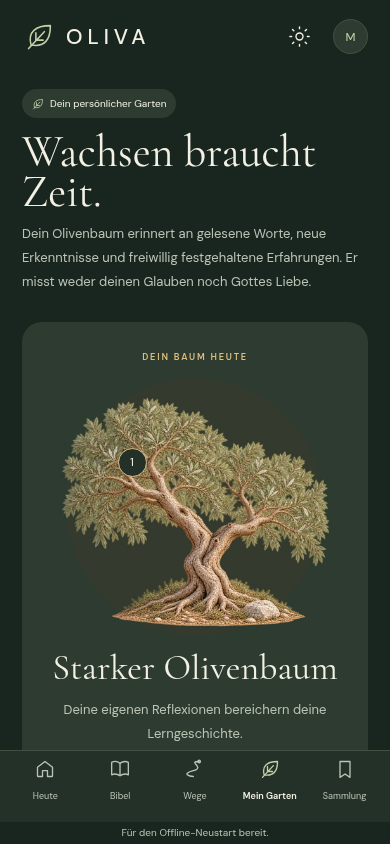 OLIVA
M
Dein persönlicher Garten
Wachsen braucht
Zeit.
Dein Olivenbaum erinnert an gelesene Worte, neue
Erkenntnisse und freiwillig festgehaltene Erfahrungen. Er
misst weder deinen Glauben noch Gottes Liebe.
DEIN BAUM HEUTE
1
Starker Olivenbaum
Deine eigenen Reflexionen bereichern deine
Lerngeschichte.
Heute
Bibel
Wege
Mein Garten
Sammlung
Für den Offline-Neustart bereit.